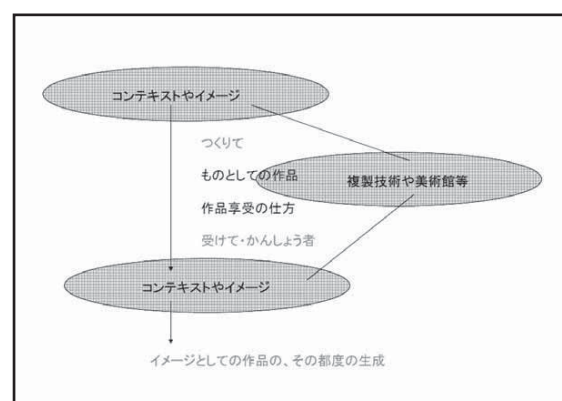 コンテキストやイメージ
つくりて
ものとしての作品
複製技術や美術館等
作品享受の仕方
受けて・かんしょう者
コンテキストやイメージ
イメージとしての作品の、その都度の生成